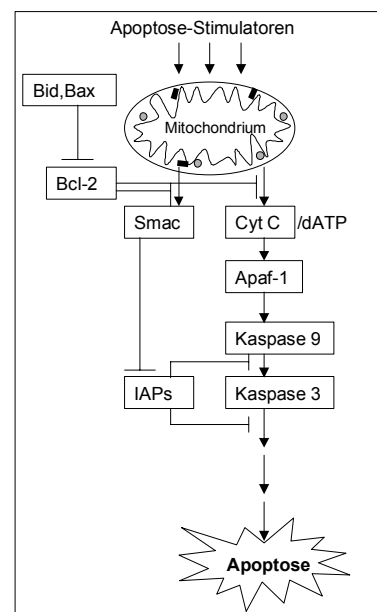 Apoptose-Stimulatoren
Bid,Bax
Mitochondrium
Bcl-2
Smac
Cyt C /dATP
Apaf-1
Kaspase 9
IAPs
Kaspase 3
Apoptose